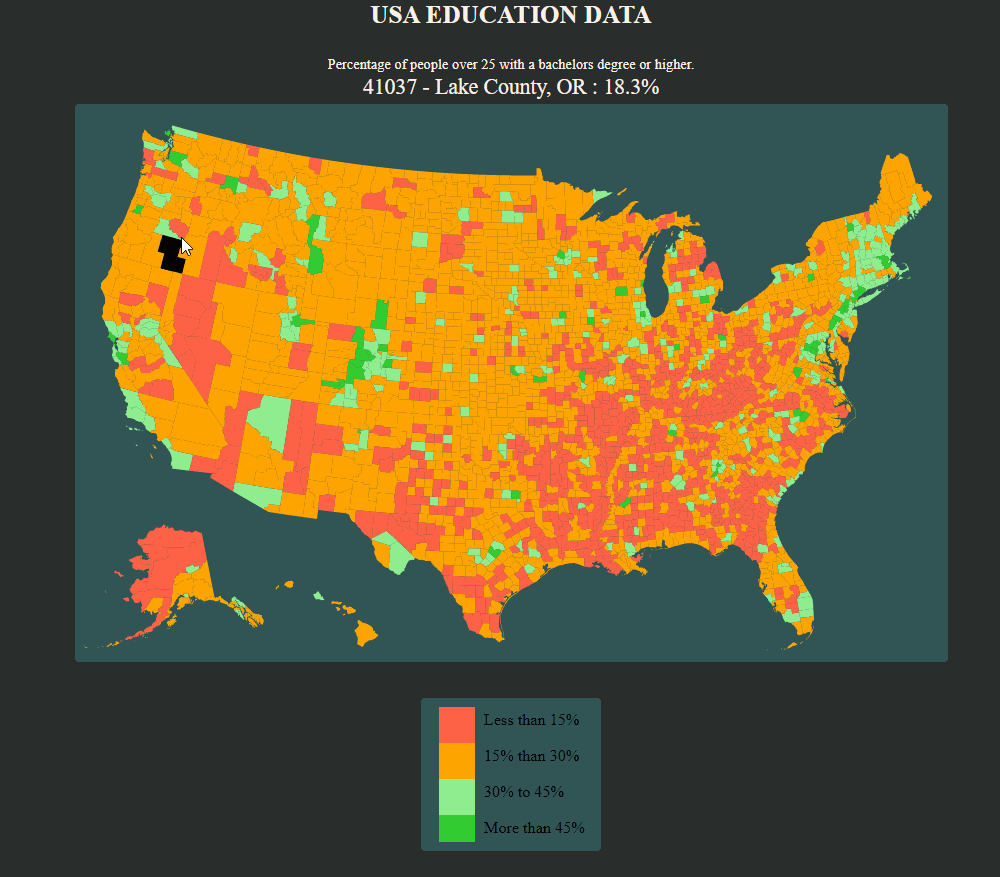 USA EDUCATION DATA
Percentage of people over 25 with a bachelors degree or higher.
41037 - Lake County, OR : 18.3%
Less than 15%
15% than 30%
30% to 45%
More than 45%